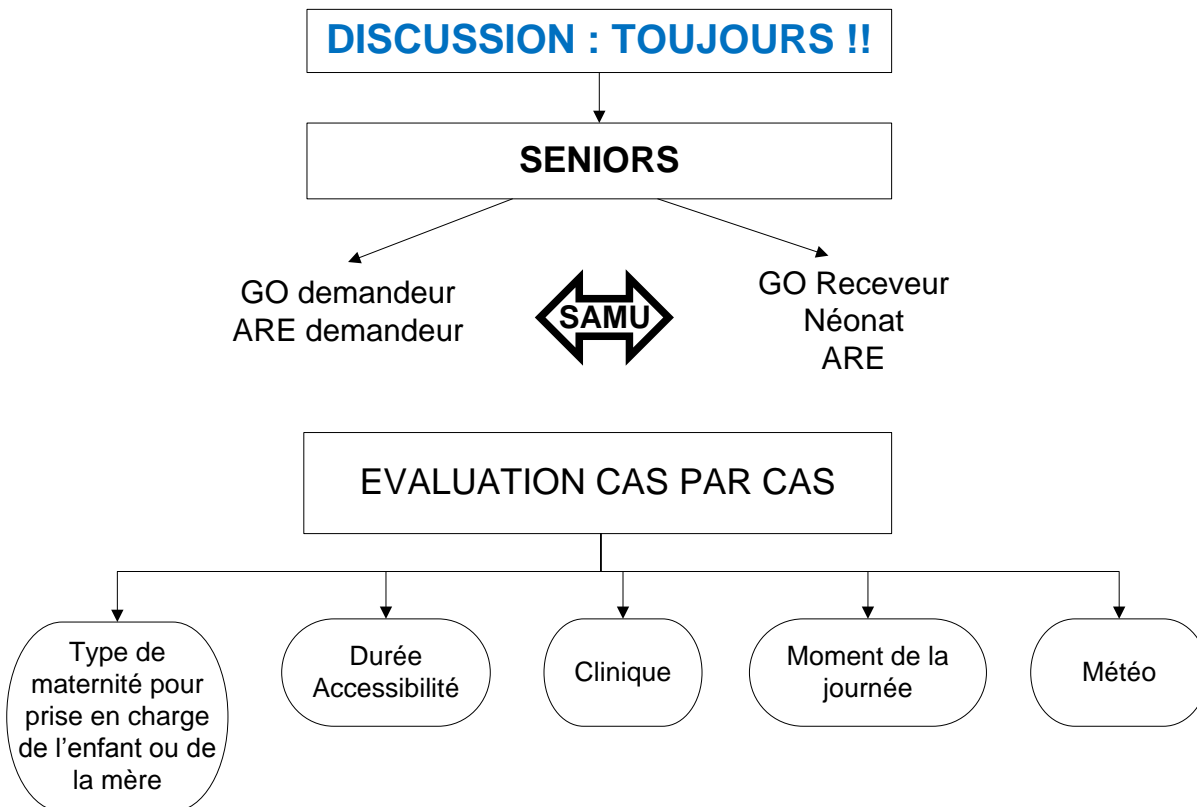 DISCUSSION : TOUJOURS !!
SENIORS
GO demandeur
ARE demandeur
SAMU
GO Receveur
Néonat
ARE
EVALUATION CAS PAR CAS
Type de
maternité pour
prise en charge
de l'enfant ou de
la mère
Durée
Accessibilité
Clinique
Moment de la
journée
Météo